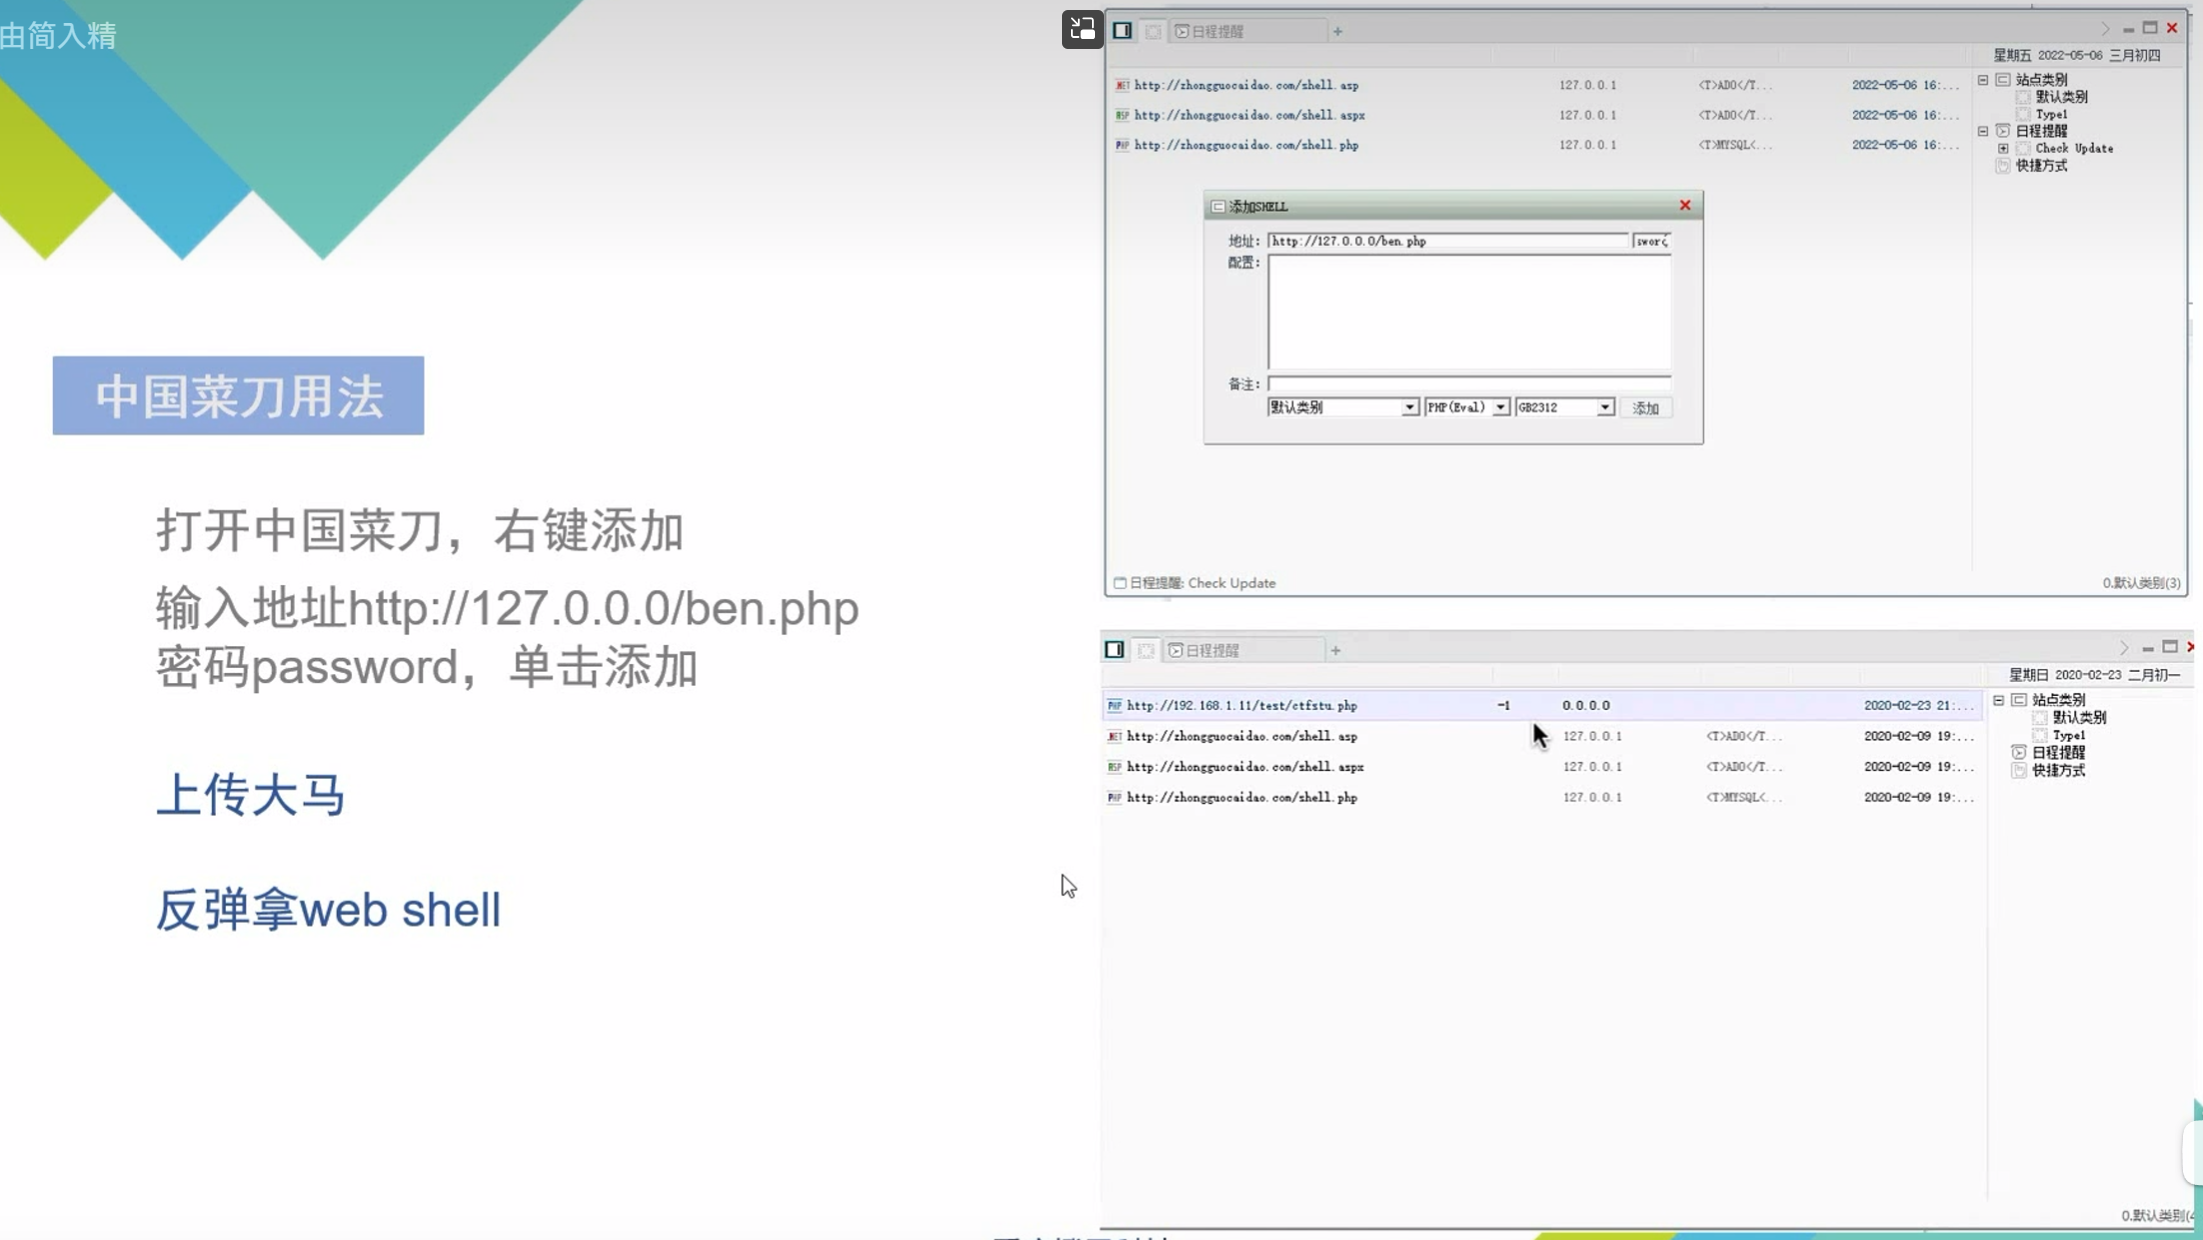 由简入精
中国菜刀用法
打开中国菜刀，右键添加
输入地址http://127.0.0.0/ben.php
密码password，单击添加
上传大马
反弹拿web shell
日程提醒
星期五 2022-05-06 三月初四
http://zhongguocaidao.com/shell.asp 127.0.0.1 <T>ADO</T... 2022-05-06 16:...
http://zhongguocaidao.com/shell.aspx 127.0.0.1 <T>ADO</T... 2022-05-06 16:...
http://zhongguocaidao.com/shell.php 127.0.0.1 <T>MYSQL<... 2022-05-06 16:...
站点类别
默认类别
Type1
日程提醒
Check Update
快捷方式
添加SHELL
地址: http://127.0.0.0/ben.php
配置:
备注:
默认类别 PHP(Eval) GB2312 添加
日程提醒: Check Update 0.默认类别(3)
日程提醒
星期日 2020-02-23 二月初一
http://192.168.1.11/test/ctfstu.php -1 0.0.0.0 2020-02-23 21:...
http://zhongguocaidao.com/shell.asp 127.0.0.1 <T>ADO</T... 2020-02-09 19:...
http://zhongguocaidao.com/shell.aspx 127.0.0.1 <T>ADO</T... 2020-02-09 19:...
http://zhongguocaidao.com/shell.php 127.0.0.1 <T>MYSQL<... 2020-02-09 19:...
站点类别
默认类别
Type1
日程提醒
快捷方式
0.默认类别(4